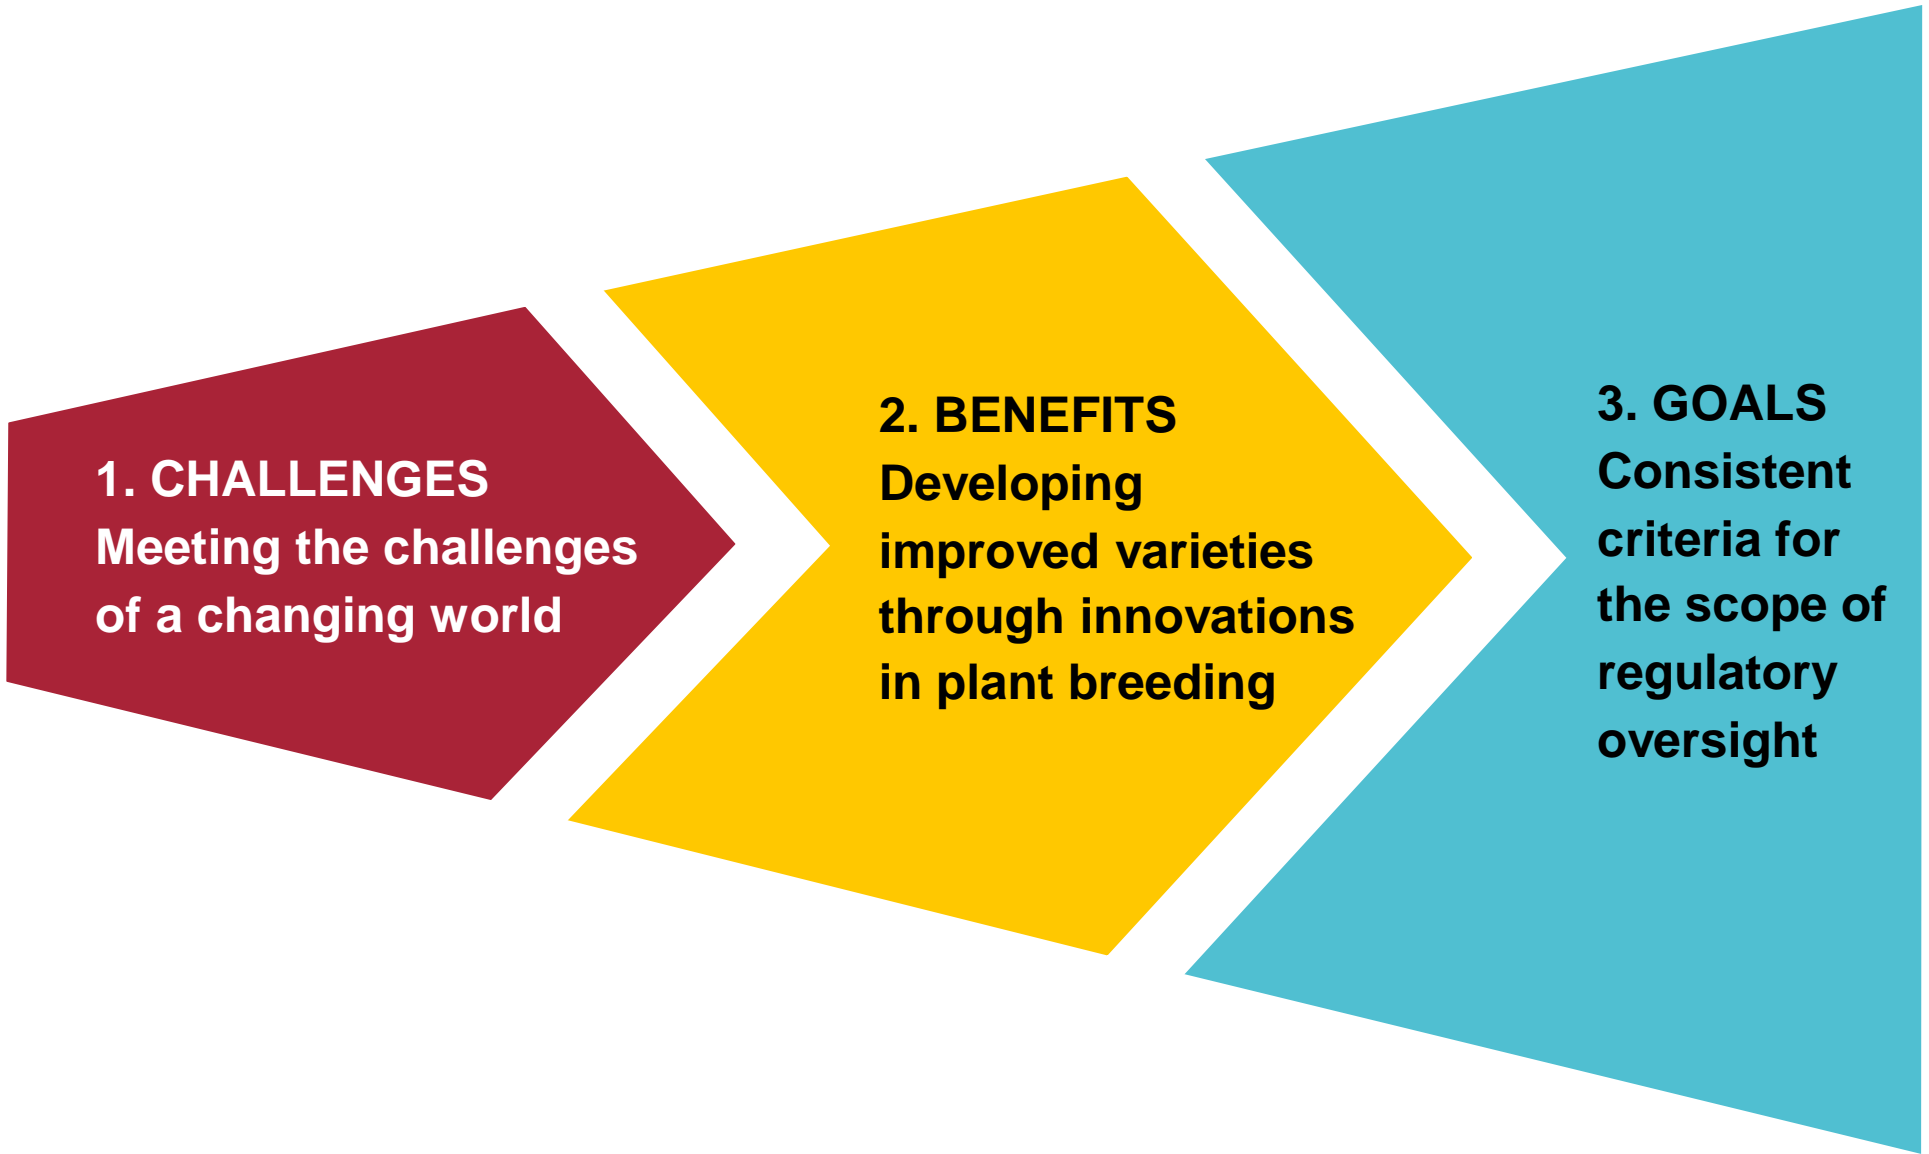 1. CHALLENGES
Meeting the challenges
of a changing world
2. BENEFITS
Developing
improved varieties
through innovations
in plant breeding
3. GOALS
Consistent
criteria for
the scope of
regulatory
oversight